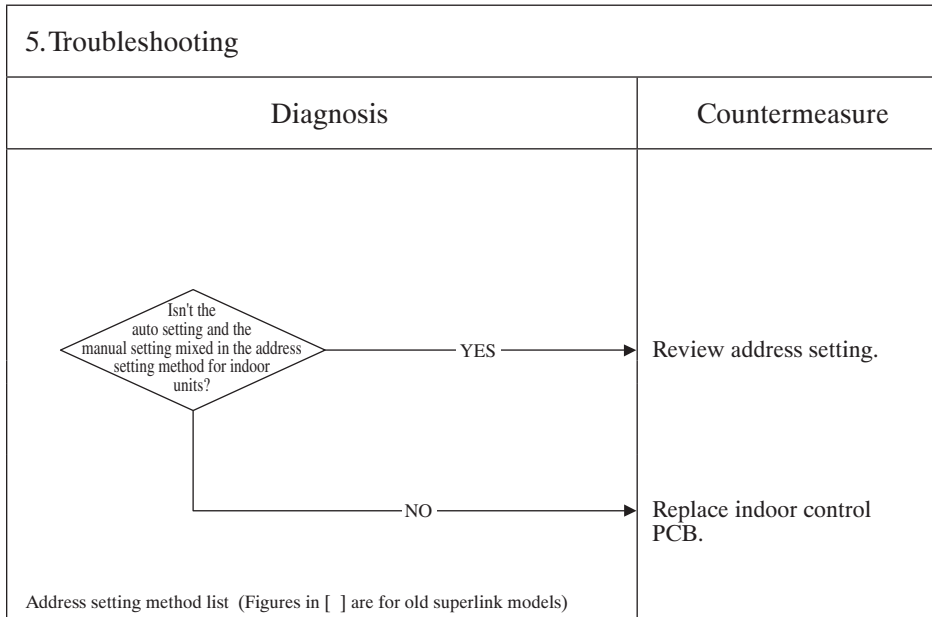 5.Troubleshooting
Diagnosis
Countermeasure
Isn't the
auto setting and the
manual setting mixed in the address
setting method for indoor
units?
YES
Review address setting.
NO
Replace indoor control
PCB.
Address setting method list (Figures in [ ] are for old superlink models)